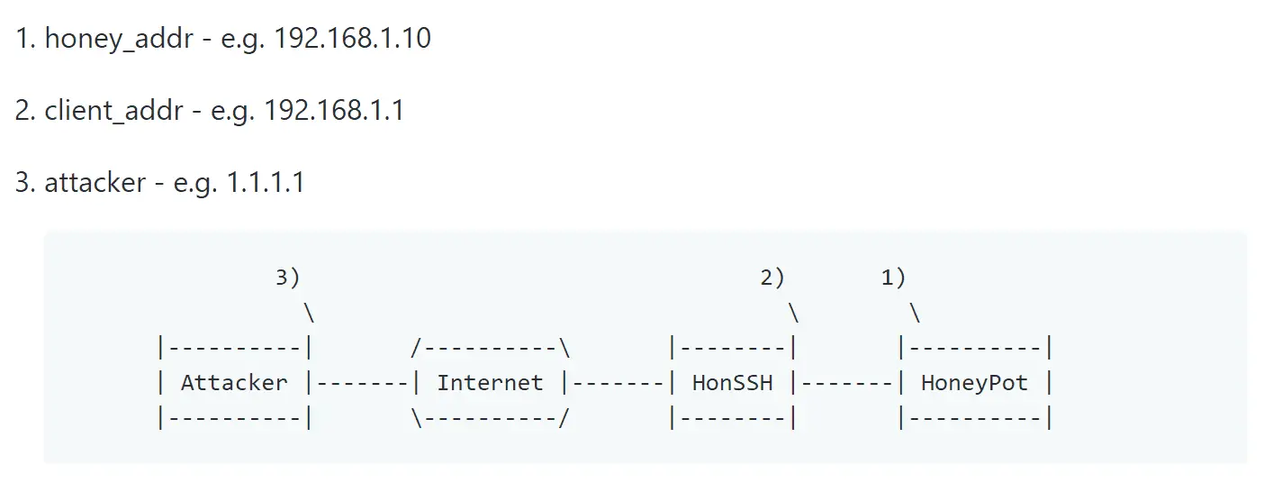 1. honey_addr - e.g. 192.168.1.10
2. client_addr - e.g. 192.168.1.1
3. attacker - e.g. 1.1.1.1
        3)                               2)      1)
          \                                \       \
|----------|      /----------\      |--------|      |----------|
| Attacker |-------| Internet |-------| HonSSH |-------| HoneyPot |
|----------|      \----------/      |--------|      |----------|